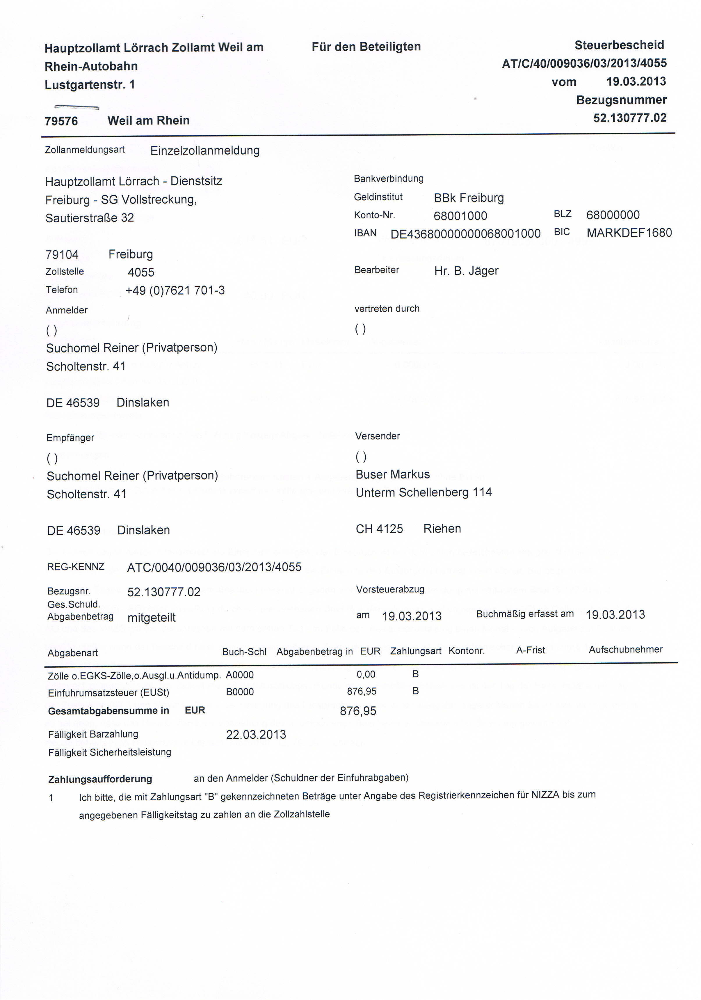 Hauptzollamt Lörrach Zollamt Weil am Für den Beteiligten Steuerbescheid
Rhein-Autobahn AT/C/40/009036/03/2013/4055
Lustgartenstr. 1 vom 19.03.2013
Bezugsnummer
79576 Weil am Rhein 52.130777.02
Zollanmeldungsart Einzelzollanmeldung
Hauptzollamt Lörrach - Dienstsitz Bankverbindung
Freiburg - SG Vollstreckung, Geldinstitut BBk Freiburg
Sautierstraße 32 Konto-Nr. 68001000 BLZ 68000000
IBAN DE43680000000068001000 BIC MARKDEF1680
79104 Freiburg
Zollstelle 4055 Bearbeiter Hr. B. Jäger
Telefon +49 (0)7621 701-3
Anmelder vertreten durch
( ) ( )
Suchomel Reiner (Privatperson)
Scholtenstr. 41
DE 46539 Dinslaken
Empfänger Versender
( ) ( )
Suchomel Reiner (Privatperson) Buser Markus
Scholtenstr. 41 Unterm Schellenberg 114
DE 46539 Dinslaken CH 4125 Riehen
REG-KENNZ ATC/0040/009036/03/2013/4055
Bezugsnr. 52.130777.02 Vorsteuerabzug
Ges.Schuld.
Abgabenbetrag mitgeteilt am 19.03.2013 Buchmäßig erfasst am 19.03.2013
Abgabenart Buch-Schl Abgabenbetrag in EUR Zahlungsart Kontonr. A-Frist Aufschubnehmer
Zölle o.EGKS-Zölle,o.Ausgl.u.Antidump. A0000 0,00 B
Einfuhrumsatzsteuer (EUSt) B0000 876,95 B
Gesamtabgabensumme in EUR 876,95
Fälligkeit Barzahlung 22.03.2013
Fälligkeit Sicherheitsleistung
Zahlungsaufforderung an den Anmelder (Schuldner der Einfuhrabgaben)
1 Ich bitte, die mit Zahlungsart "B" gekennzeichneten Beträge unter Angabe des Registrierkennzeichen für NIZZA bis zum
angegebenen Fälligkeitstag zu zahlen an die Zollzahlstelle